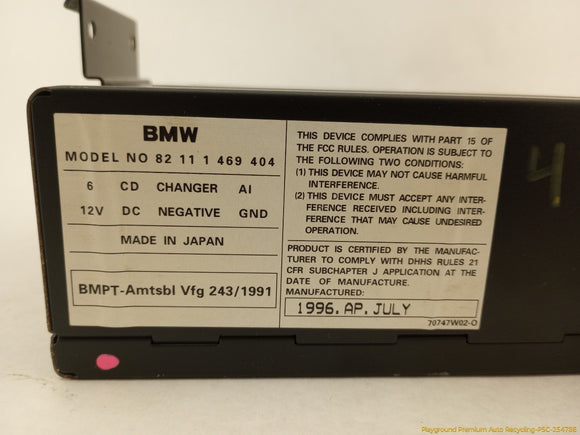 BMW
MODEL NO 82 11 1 469 404
6 CD CHANGER AI
12V DC NEGATIVE GND
MADE IN JAPAN
BMPT-Amtsbl Vfg 243/1991
THIS DEVICE COMPLIES WITH PART 15 OF
THE FCC RULES. OPERATION IS SUBJECT TO
THE FOLLOWING TWO CONDITIONS:
(1) THIS DEVICE MAY NOT CAUSE HARMFUL
INTERFERENCE.
(2) THIS DEVICE MUST ACCEPT ANY INTER-
FERENCE RECEIVED INCLUDING INTER-
FERENCE THAT MAY CAUSE UNDESIRED
OPERATION.
PRODUCT IS CERTIFIED BY THE MANUFAC-
TURER TO COMPLY WITH DHHS RULES 21
CFR SUBCHAPTER J APPLICATION AT THE
DATE OF MANUFACTURE.
MANUFACTURED:
1996.AP.JULY
70747W02-O
4
Playground Premium Auto Recycling-PSC-254788